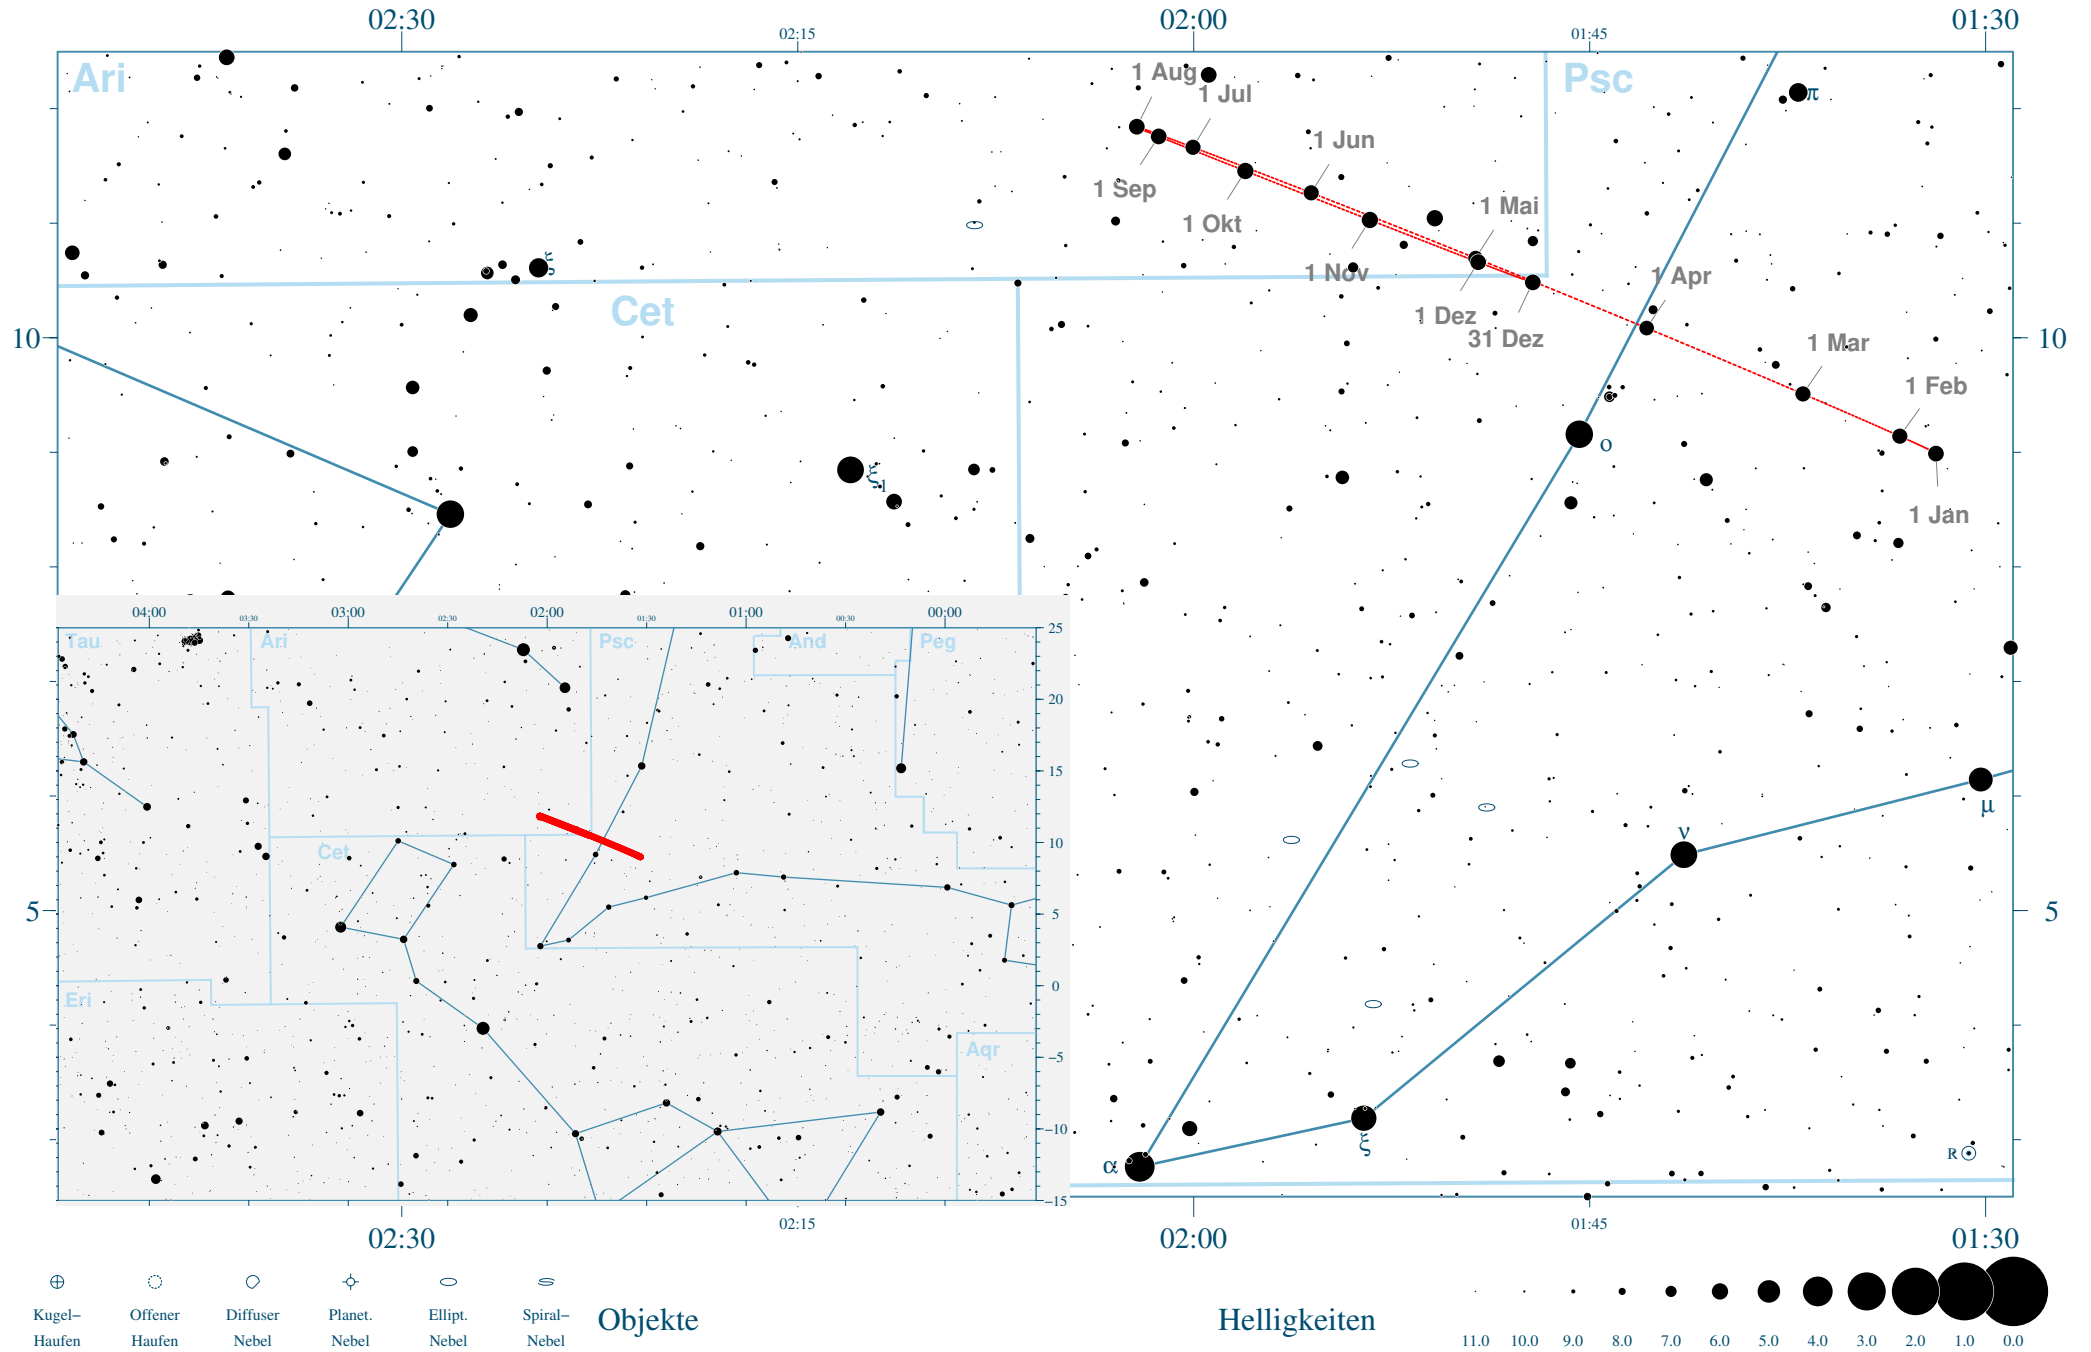 02:30 02:00 01:30
02:15 01:45
Ari Psc
1 Aug
π
1 Jul
1 Jun
1 Sep
1 Mai
1 Okt
ξ
1 Nov
1 Apr
Cet
1 Dez
10 31 Dez 10
1 Mar
1 Feb
ο
ξ1
1 Jan
04:00 03:00 02:00 01:00 00:00
03:30 02:30 01:30 00:30
Tau Ari Psc And Peg 25
20
15
μ
10
ν
Cet
5 5 5
0
Eri
Aqr
−5
−10
ξ
R
α
−15
02:15 01:45
02:30 02:00 01:30
Kugel− Offener Diffuser Planet. Ellipt. Spiral− Objekte Helligkeiten
Haufen Haufen Nebel Nebel Nebel Nebel 11.0 10.0 9.0 8.0 7.0 6.0 5.0 4.0 3.0 2.0 1.0 0.0